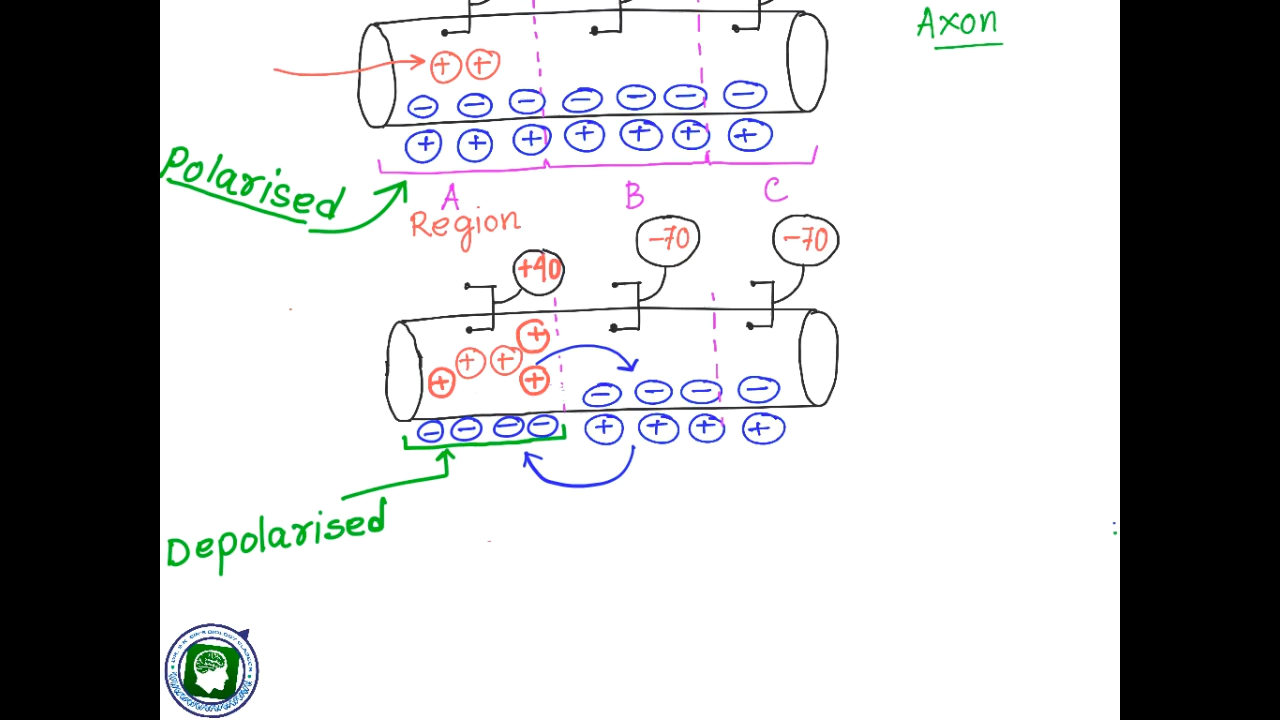 Axon
+ +
− − − − − − −
+ + + + + + +
Polarised
A B C
Region
+40 −70 −70
+
+ +
+ +
− − − −
− − − −
+ + + +
Depolarised